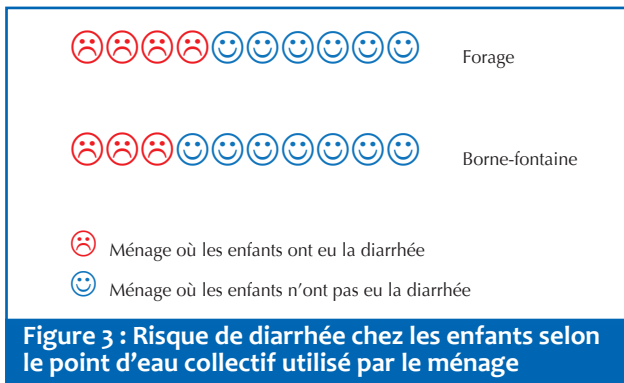 Forage
Borne-fontaine
Ménage où les enfants ont eu la diarrhée
Ménage où les enfants n'ont pas eu la diarrhée
Figure 3 : Risque de diarrhée chez les enfants selon
le point d'eau collectif utilisé par le ménage